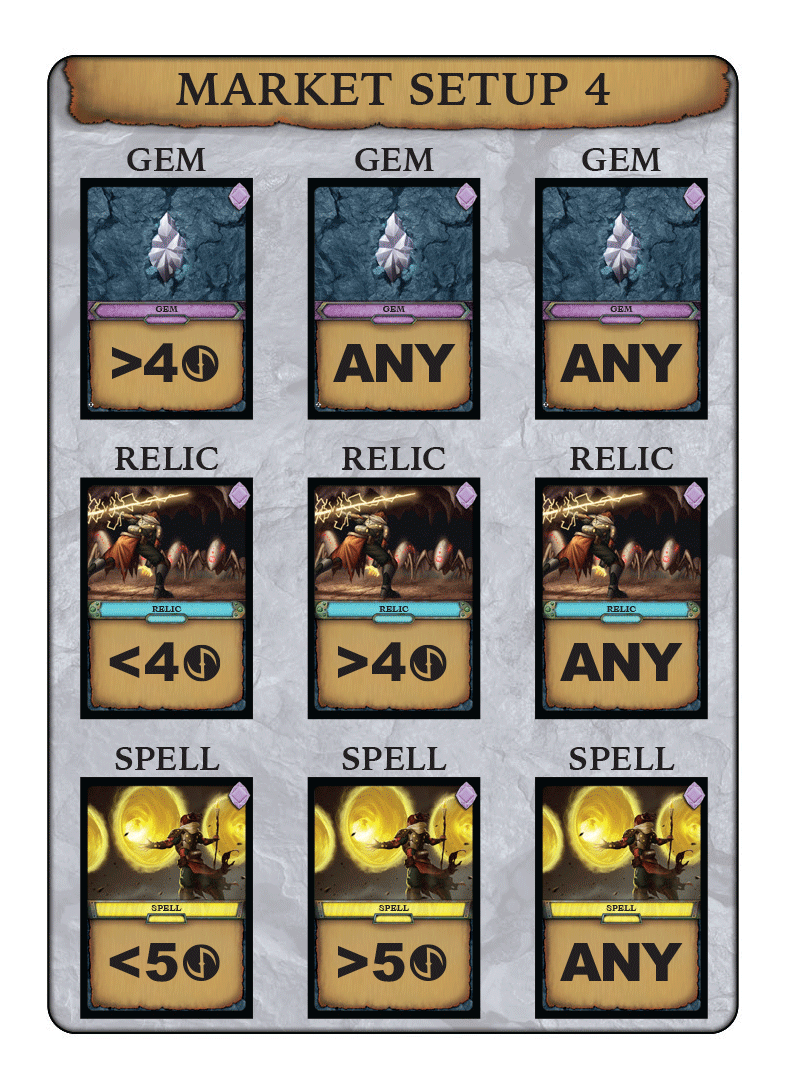 MARKET SETUP 4
GEM GEM GEM
GEM GEM GEM
>4 ANY ANY
RELIC RELIC RELIC
RELIC RELIC RELIC
<4 >4 ANY
SPELL SPELL SPELL
SPELL SPELL SPELL
<5 >5 ANY